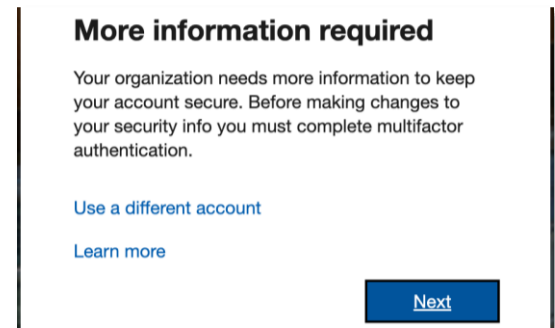 More information required
Your organization needs more information to keep
your account secure. Before making changes to
your security info you must complete multifactor
authentication.
Use a different account
Learn more
Next